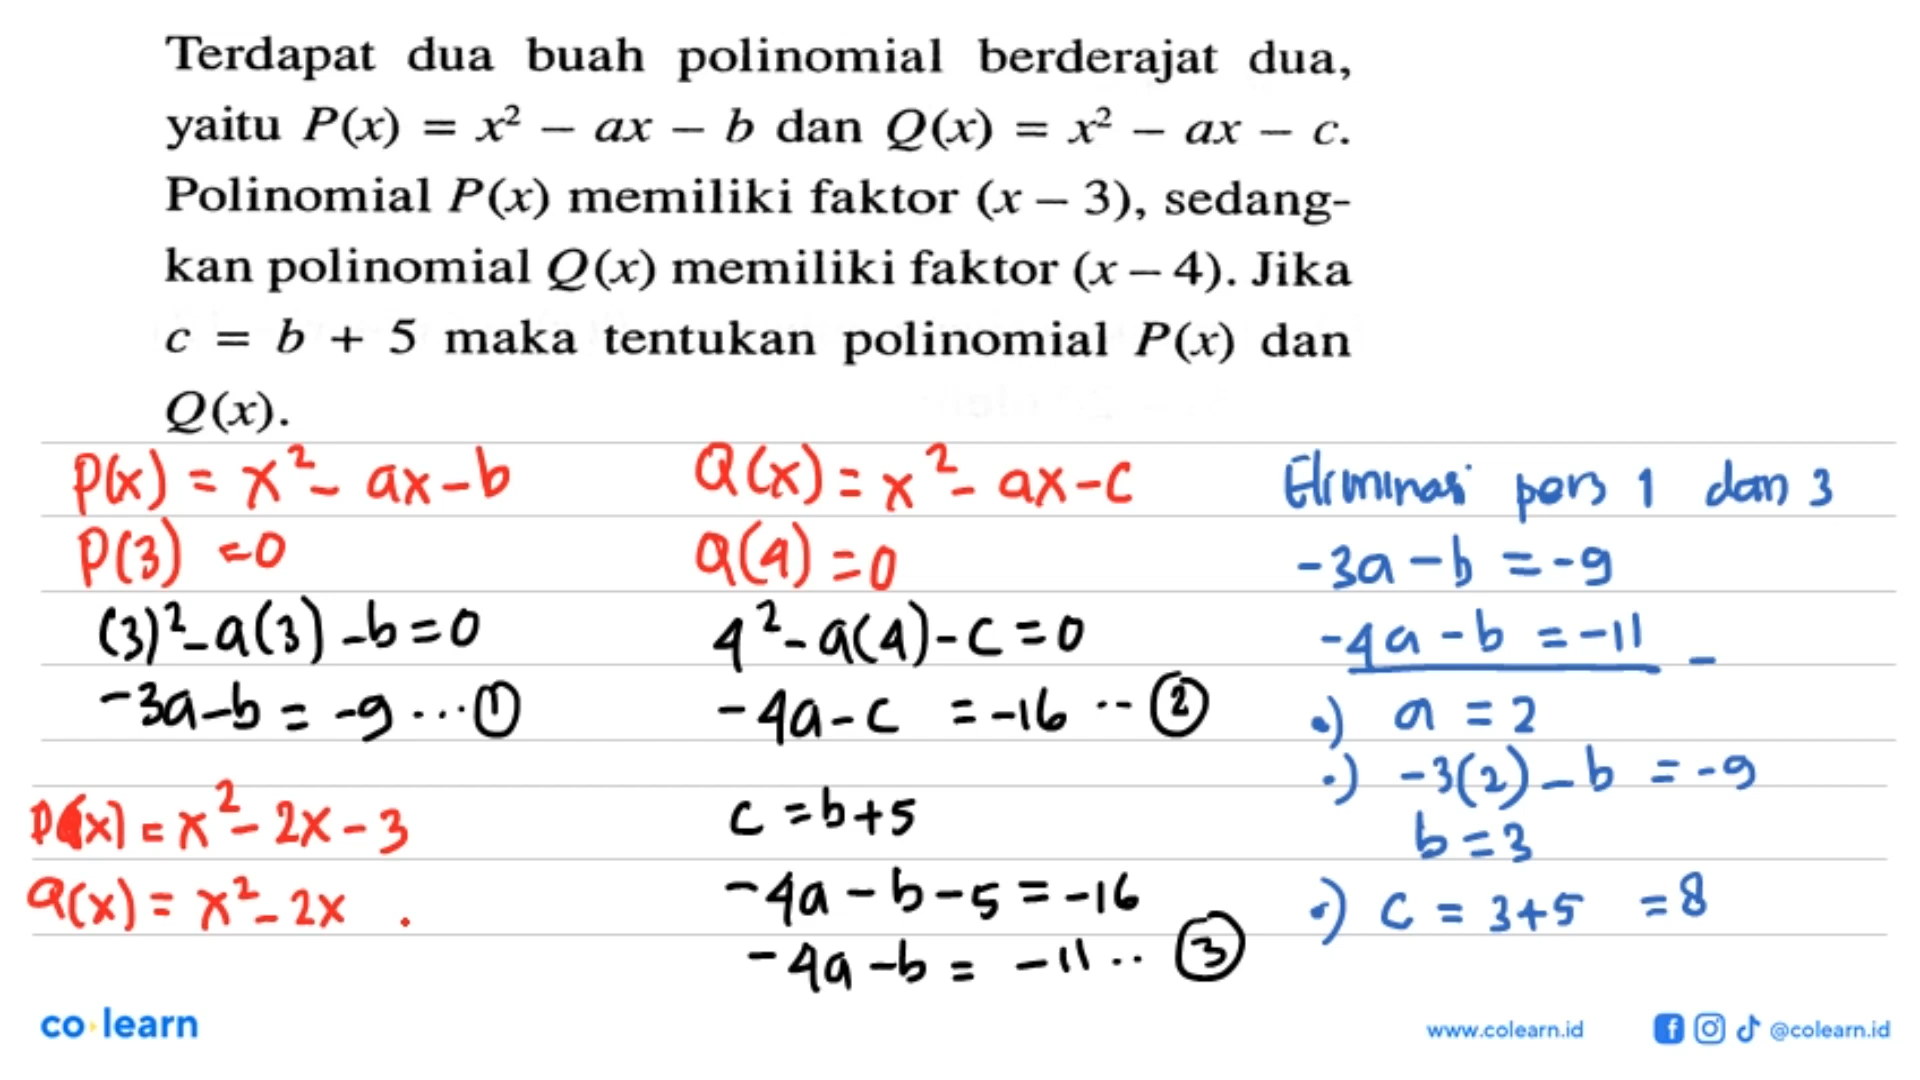 Terdapat dua buah polinomial berderajat dua,
yaitu P(x) = x² – ax – b dan Q(x) = x² – ax – c.
Polinomial P(x) memiliki faktor (x – 3), sedang-
kan polinomial Q(x) memiliki faktor (x – 4). Jika
c = b + 5 maka tentukan polinomial P(x) dan
Q(x).
P(x) = x² - ax - b
P(3) = 0
(3)² - a(3) - b = 0
-3a - b = -9 ... ①
P(x) = x² - 2x - 3
Q(x) = x² - 2x .
Q(x) = x² - ax - c
Q(4) = 0
4² - a(4) - c = 0
-4a - c = -16 .. ②
c = b + 5
-4a - b - 5 = -16
-4a - b = -11 .. ③
Eliminasi pers 1 dan 3
-3a - b = -9
-4a - b = -11 -
•) a = 2
•) -3(2) - b = -9
b = 3
•) c = 3+5 = 8
co learn
www.colearn.id @colearn.id